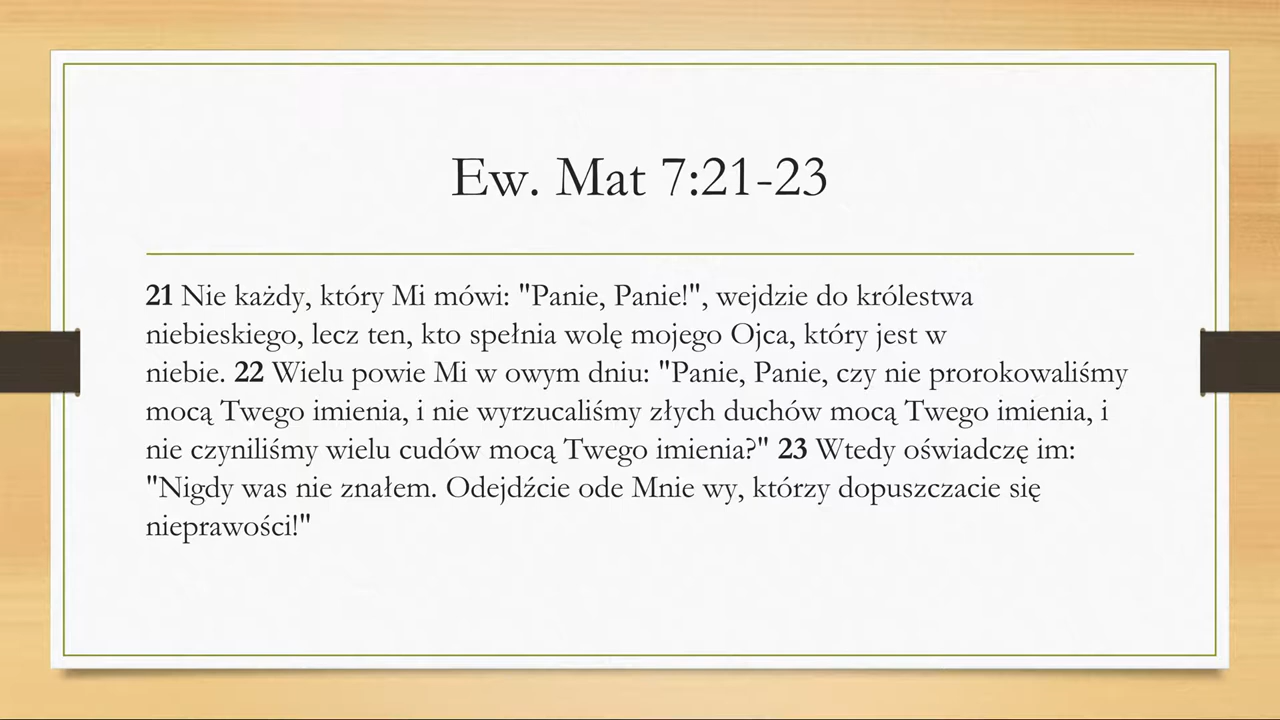 Ew. Mat 7:21-23
21 Nie każdy, który Mi mówi: "Panie, Panie!", wejdzie do królestwa
niebieskiego, lecz ten, kto spełnia wolę mojego Ojca, który jest w
niebie. 22 Wielu powie Mi w owym dniu: "Panie, Panie, czy nie prorokowaliśmy
mocą Twego imienia, i nie wyrzucaliśmy złych duchów mocą Twego imienia, i
nie czyniliśmy wielu cudów mocą Twego imienia?" 23 Wtedy oświadczę im:
"Nigdy was nie znałem. Odejdźcie ode Mnie wy, którzy dopuszczacie się
nieprawości!"